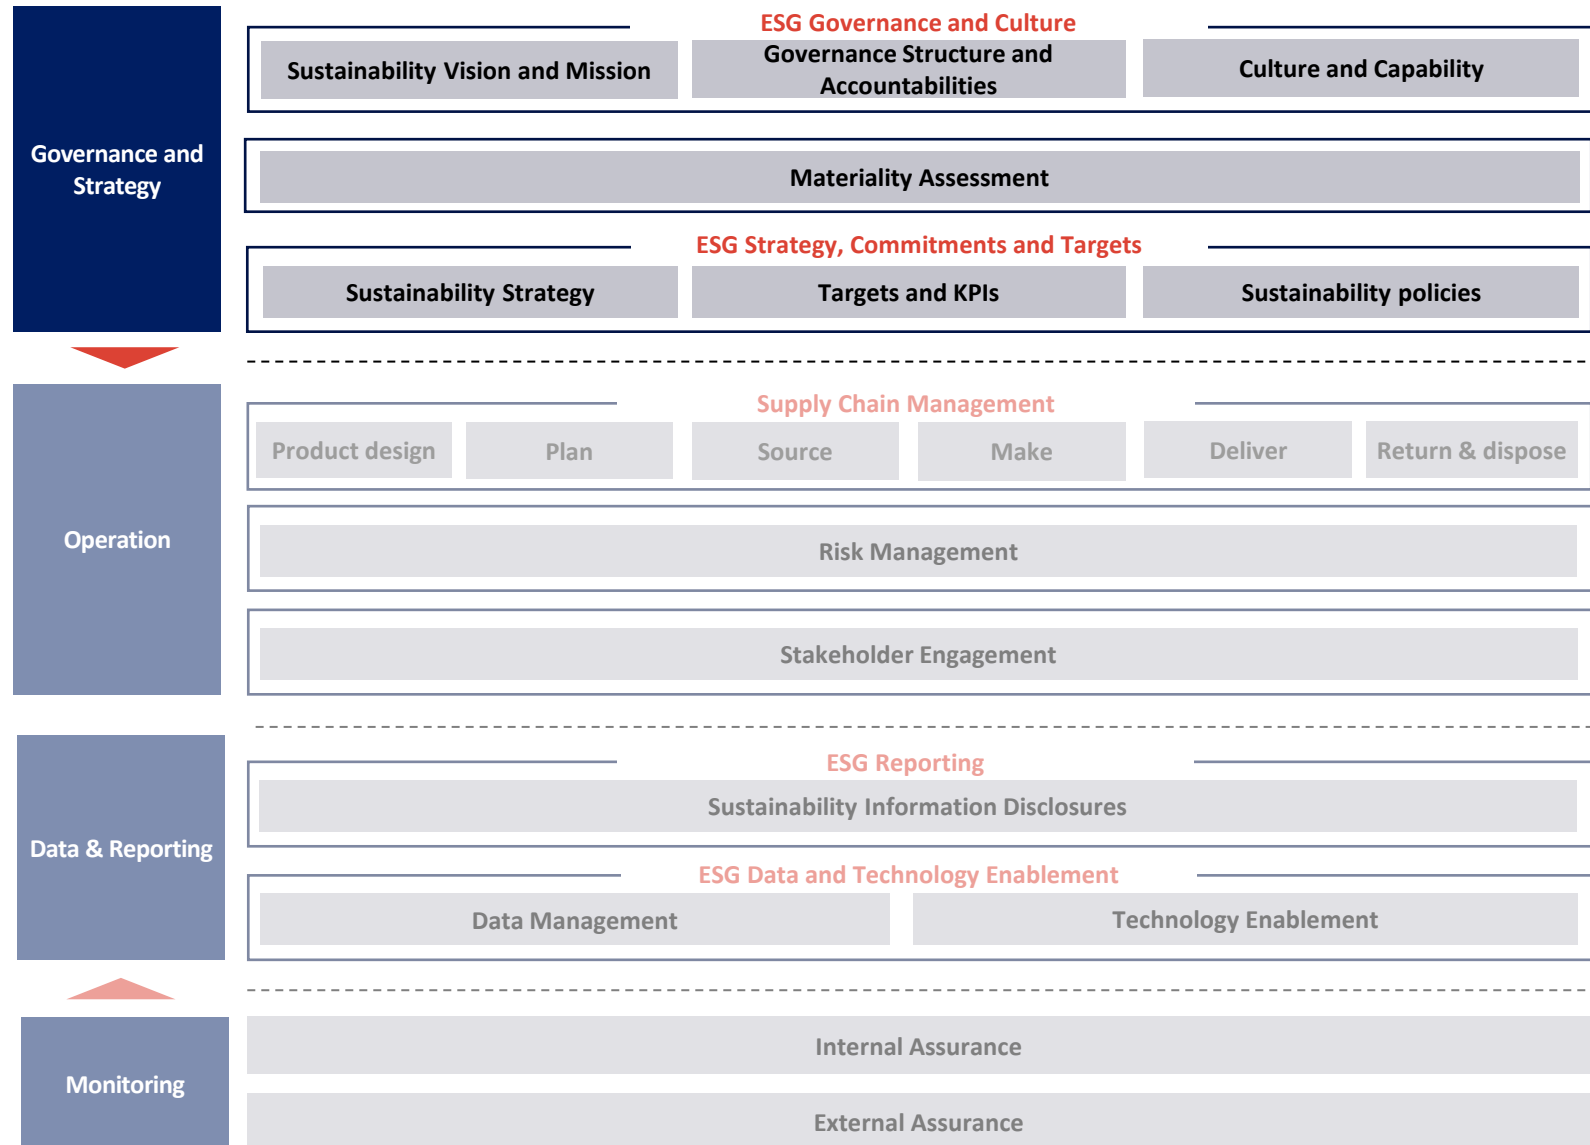 ESG Governance and Culture
Sustainability Vision and Mission
Governance Structure and
Accountabilities
Culture and Capability
Governance and
Strategy
Materiality Assessment
ESG Strategy, Commitments and Targets
Sustainability Strategy
Targets and KPIs
Sustainability policies
Operation
Supply Chain Management
Product design
Plan
Source
Make
Deliver
Return & dispose
Risk Management
Stakeholder Engagement
Data & Reporting
ESG Reporting
Sustainability Information Disclosures
ESG Data and Technology Enablement
Data Management
Technology Enablement
Monitoring
Internal Assurance
External Assurance